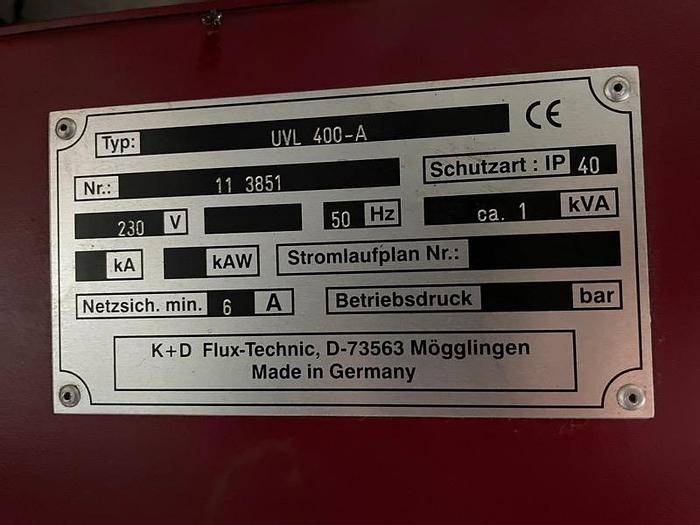 Typ: UVL 400-A CE
Nr.: 11 3851 Schutzart : IP 40
230 V 50 Hz ca. 1 kVA
kA kAW Stromlaufplan Nr.:
Netzsich. min. 6 A Betriebsdruck bar
K+D Flux-Technic, D-73563 Mögglingen
Made in Germany